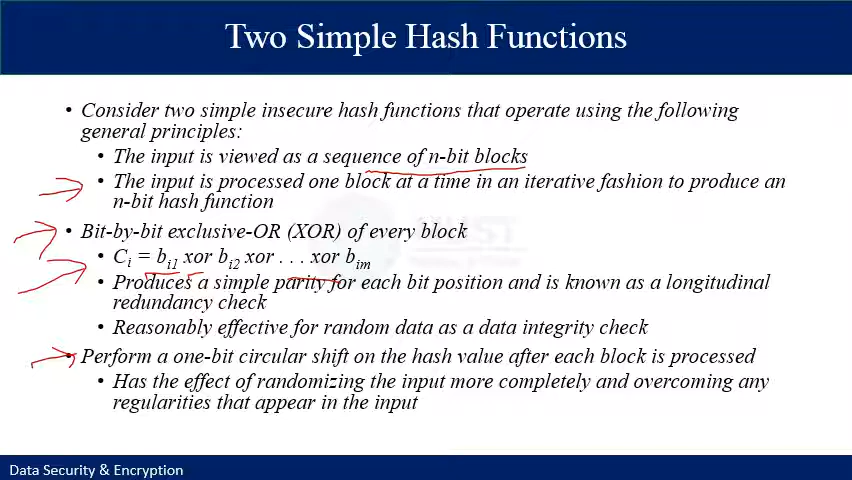 Two Simple Hash Functions
• Consider two simple insecure hash functions that operate using the following
general principles:
• The input is viewed as a sequence of n-bit blocks
• The input is processed one block at a time in an iterative fashion to produce an
n-bit hash function
• Bit-by-bit exclusive-OR (XOR) of every block
• Cᵢ = bᵢ₁ xor bᵢ₂ xor . . . xor bᵢₘ
• Produces a simple parity for each bit position and is known as a longitudinal
redundancy check
• Reasonably effective for random data as a data integrity check
• Perform a one-bit circular shift on the hash value after each block is processed
• Has the effect of randomizing the input more completely and overcoming any
regularities that appear in the input
Data Security & Encryption